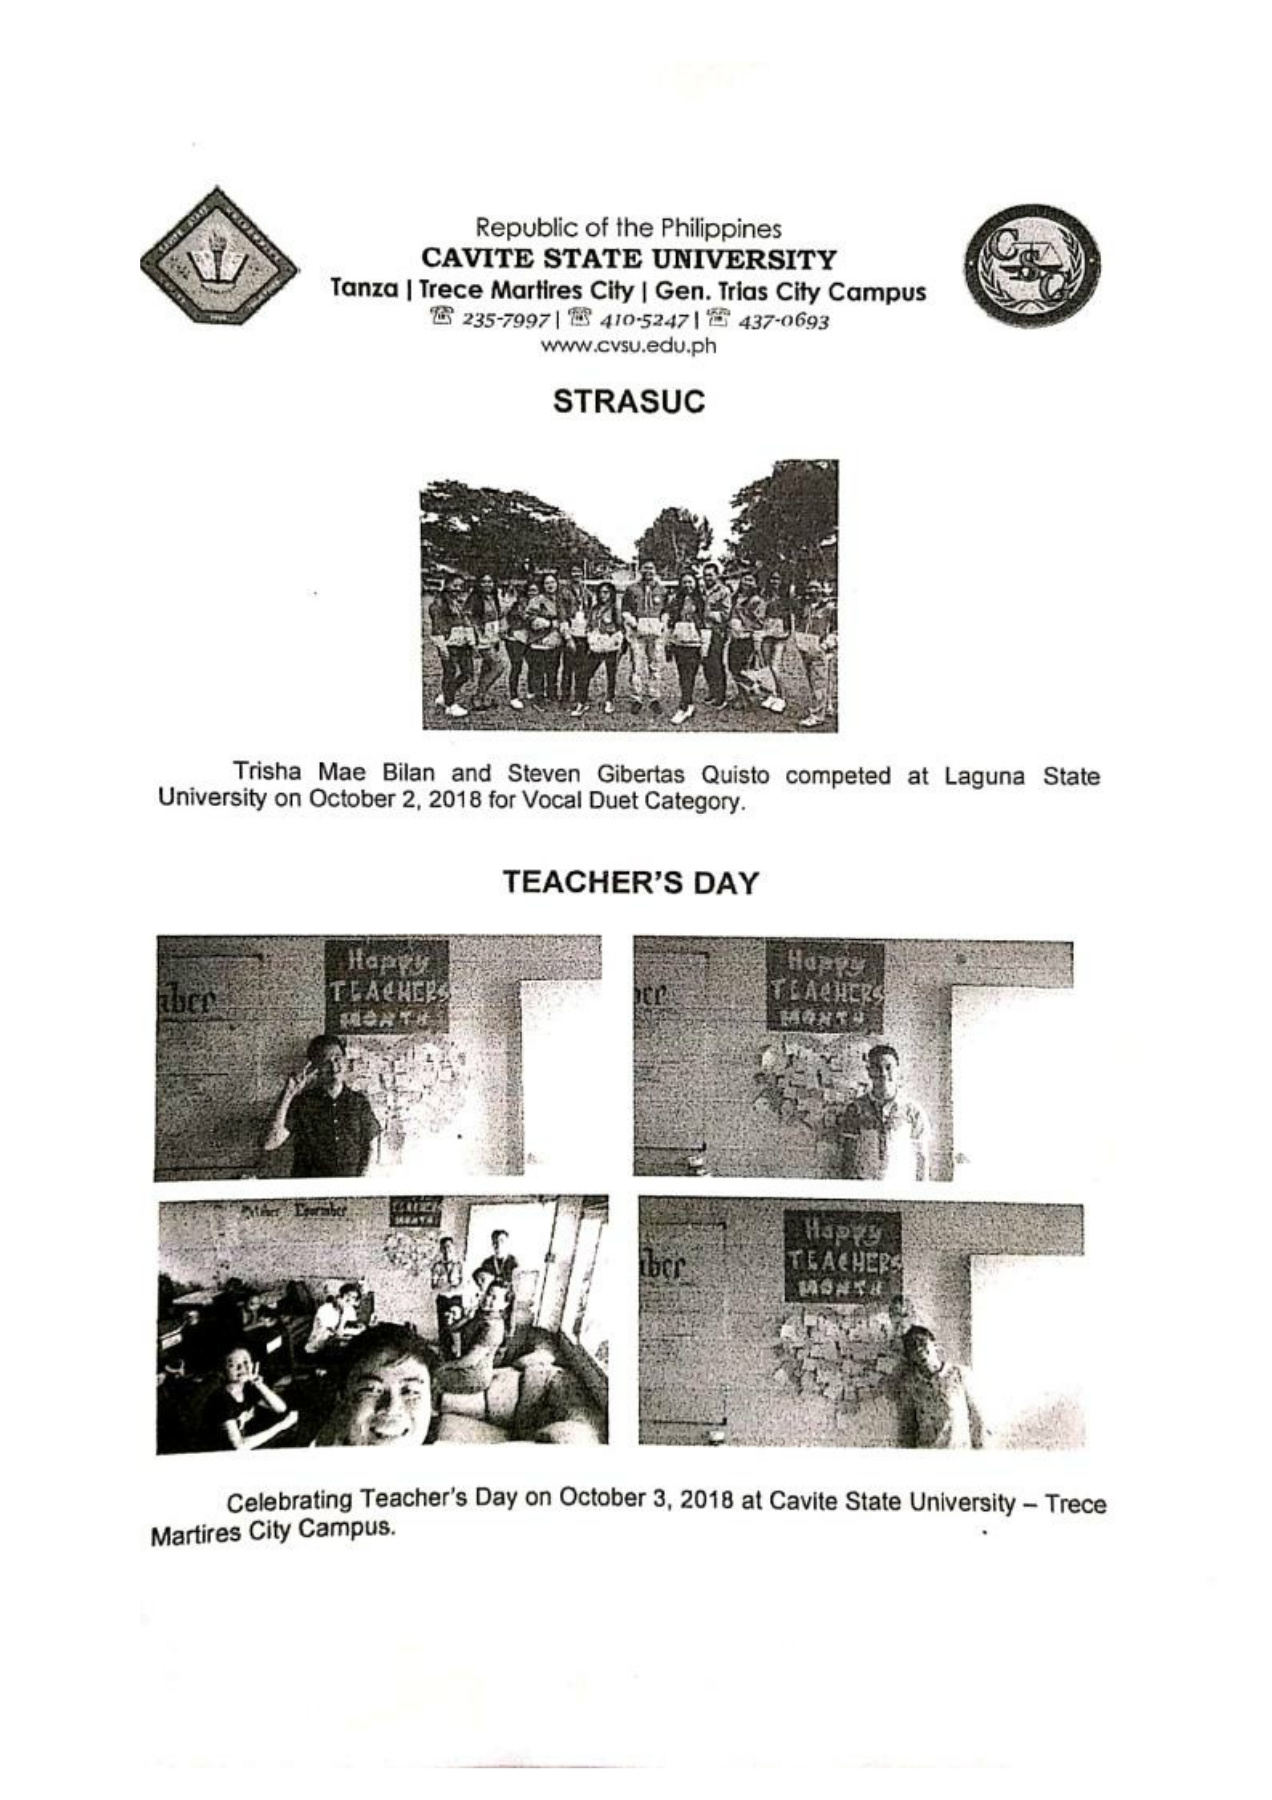 Republic of the Philippines
CAVITE STATE UNIVERSITY
Tanza | Trece Martires City | Gen. Trias City Campus
☏ 235-7997 | ☏ 410-5247 | ☏ 437-0693
www.cvsu.edu.ph
CSG
STRASUC
Trisha Mae Bilan and Steven Gibertas Quisto competed at Laguna State
University on October 2, 2018 for Vocal Duet Category.
TEACHER'S DAY
Happy
TEACHERS
MONTH
Happy
TEACHERS
MONTH
TEACHERS
MONTH
Happy
TEACHERS
MONTH
Celebrating Teacher's Day on October 3, 2018 at Cavite State University – Trece
Martires City Campus.